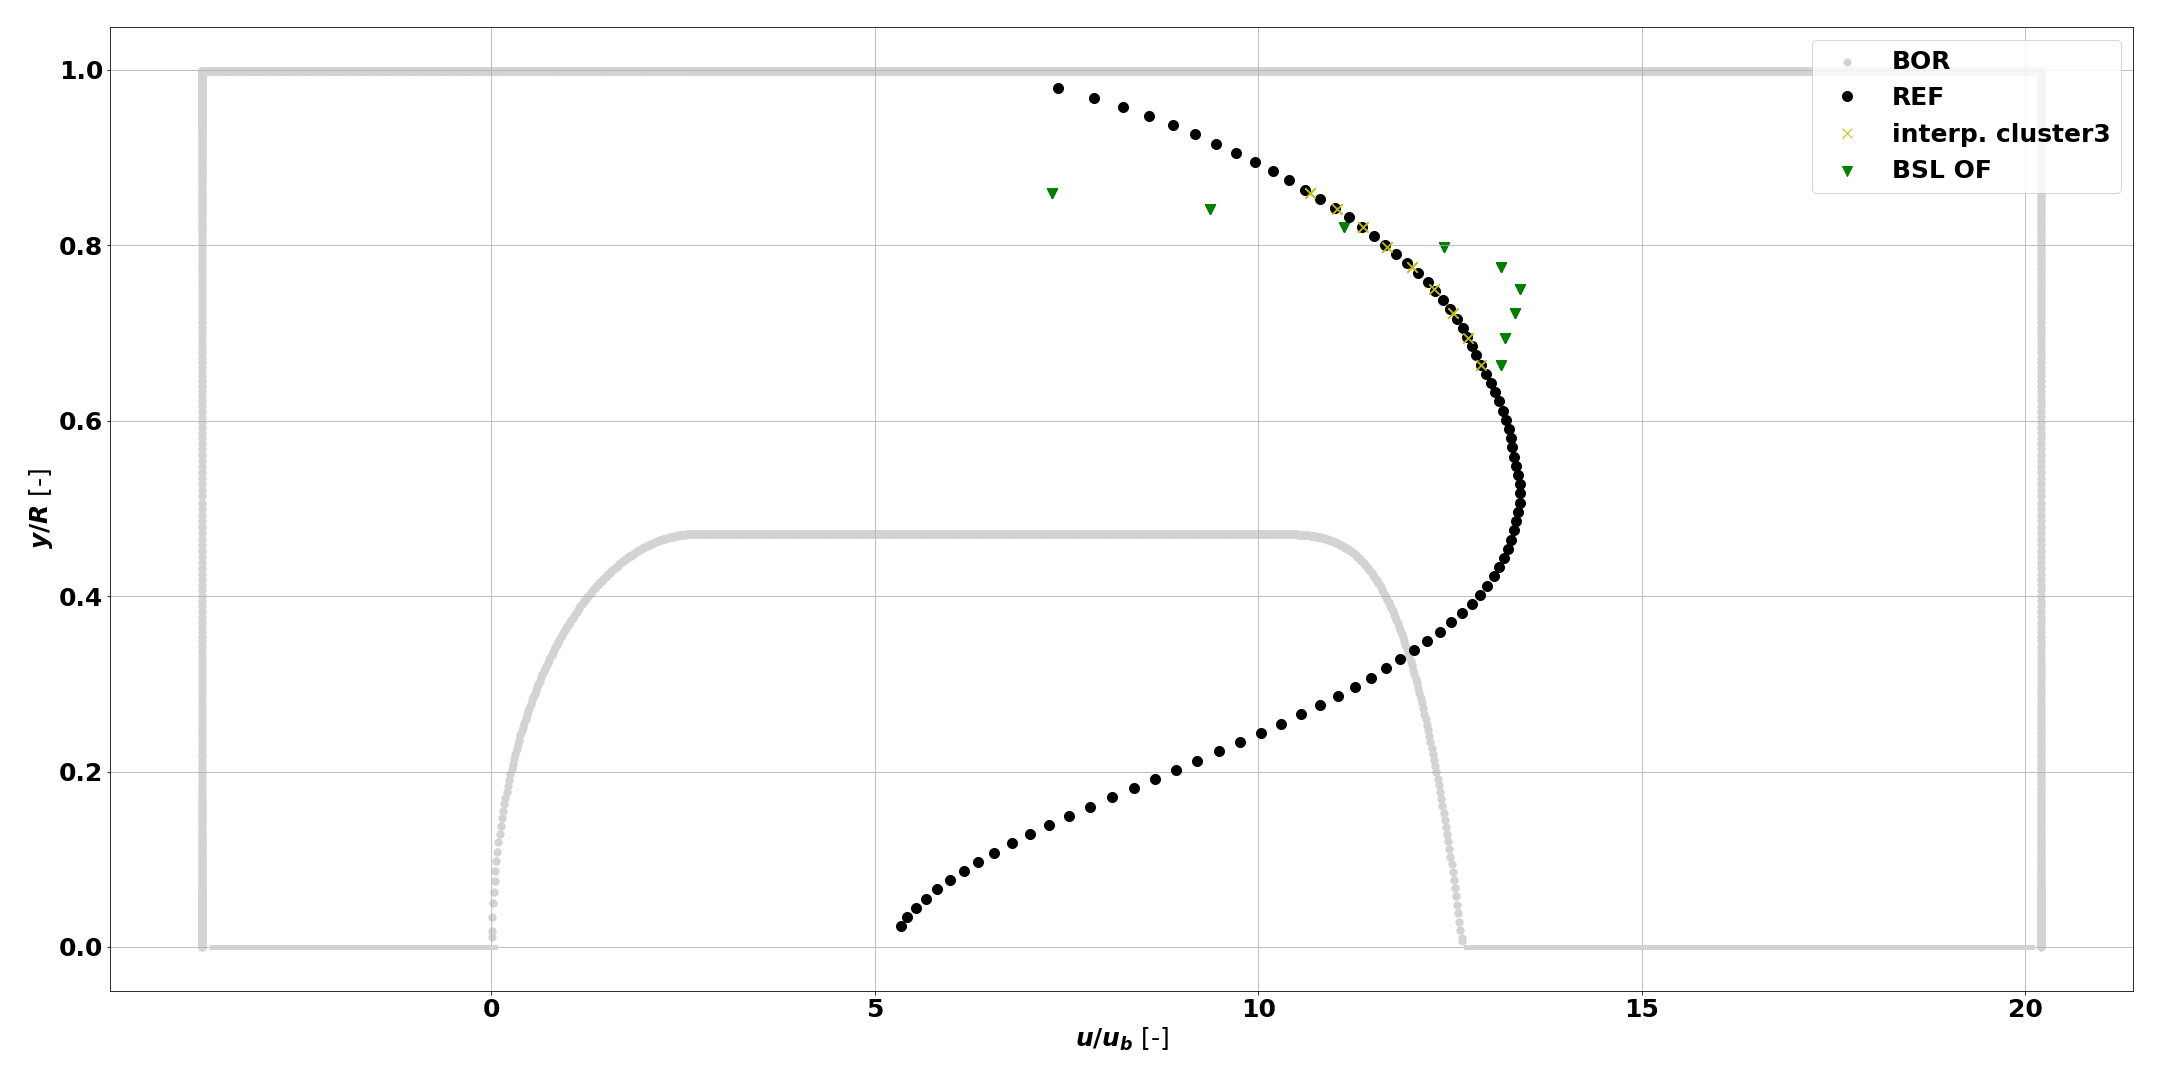 BOR
REF
interp. cluster3
BSL OF
1.0
0.8
0.6
0.4
0.2
0.0
y/R [-]
0 5 10 15 20
u/u_b [-]